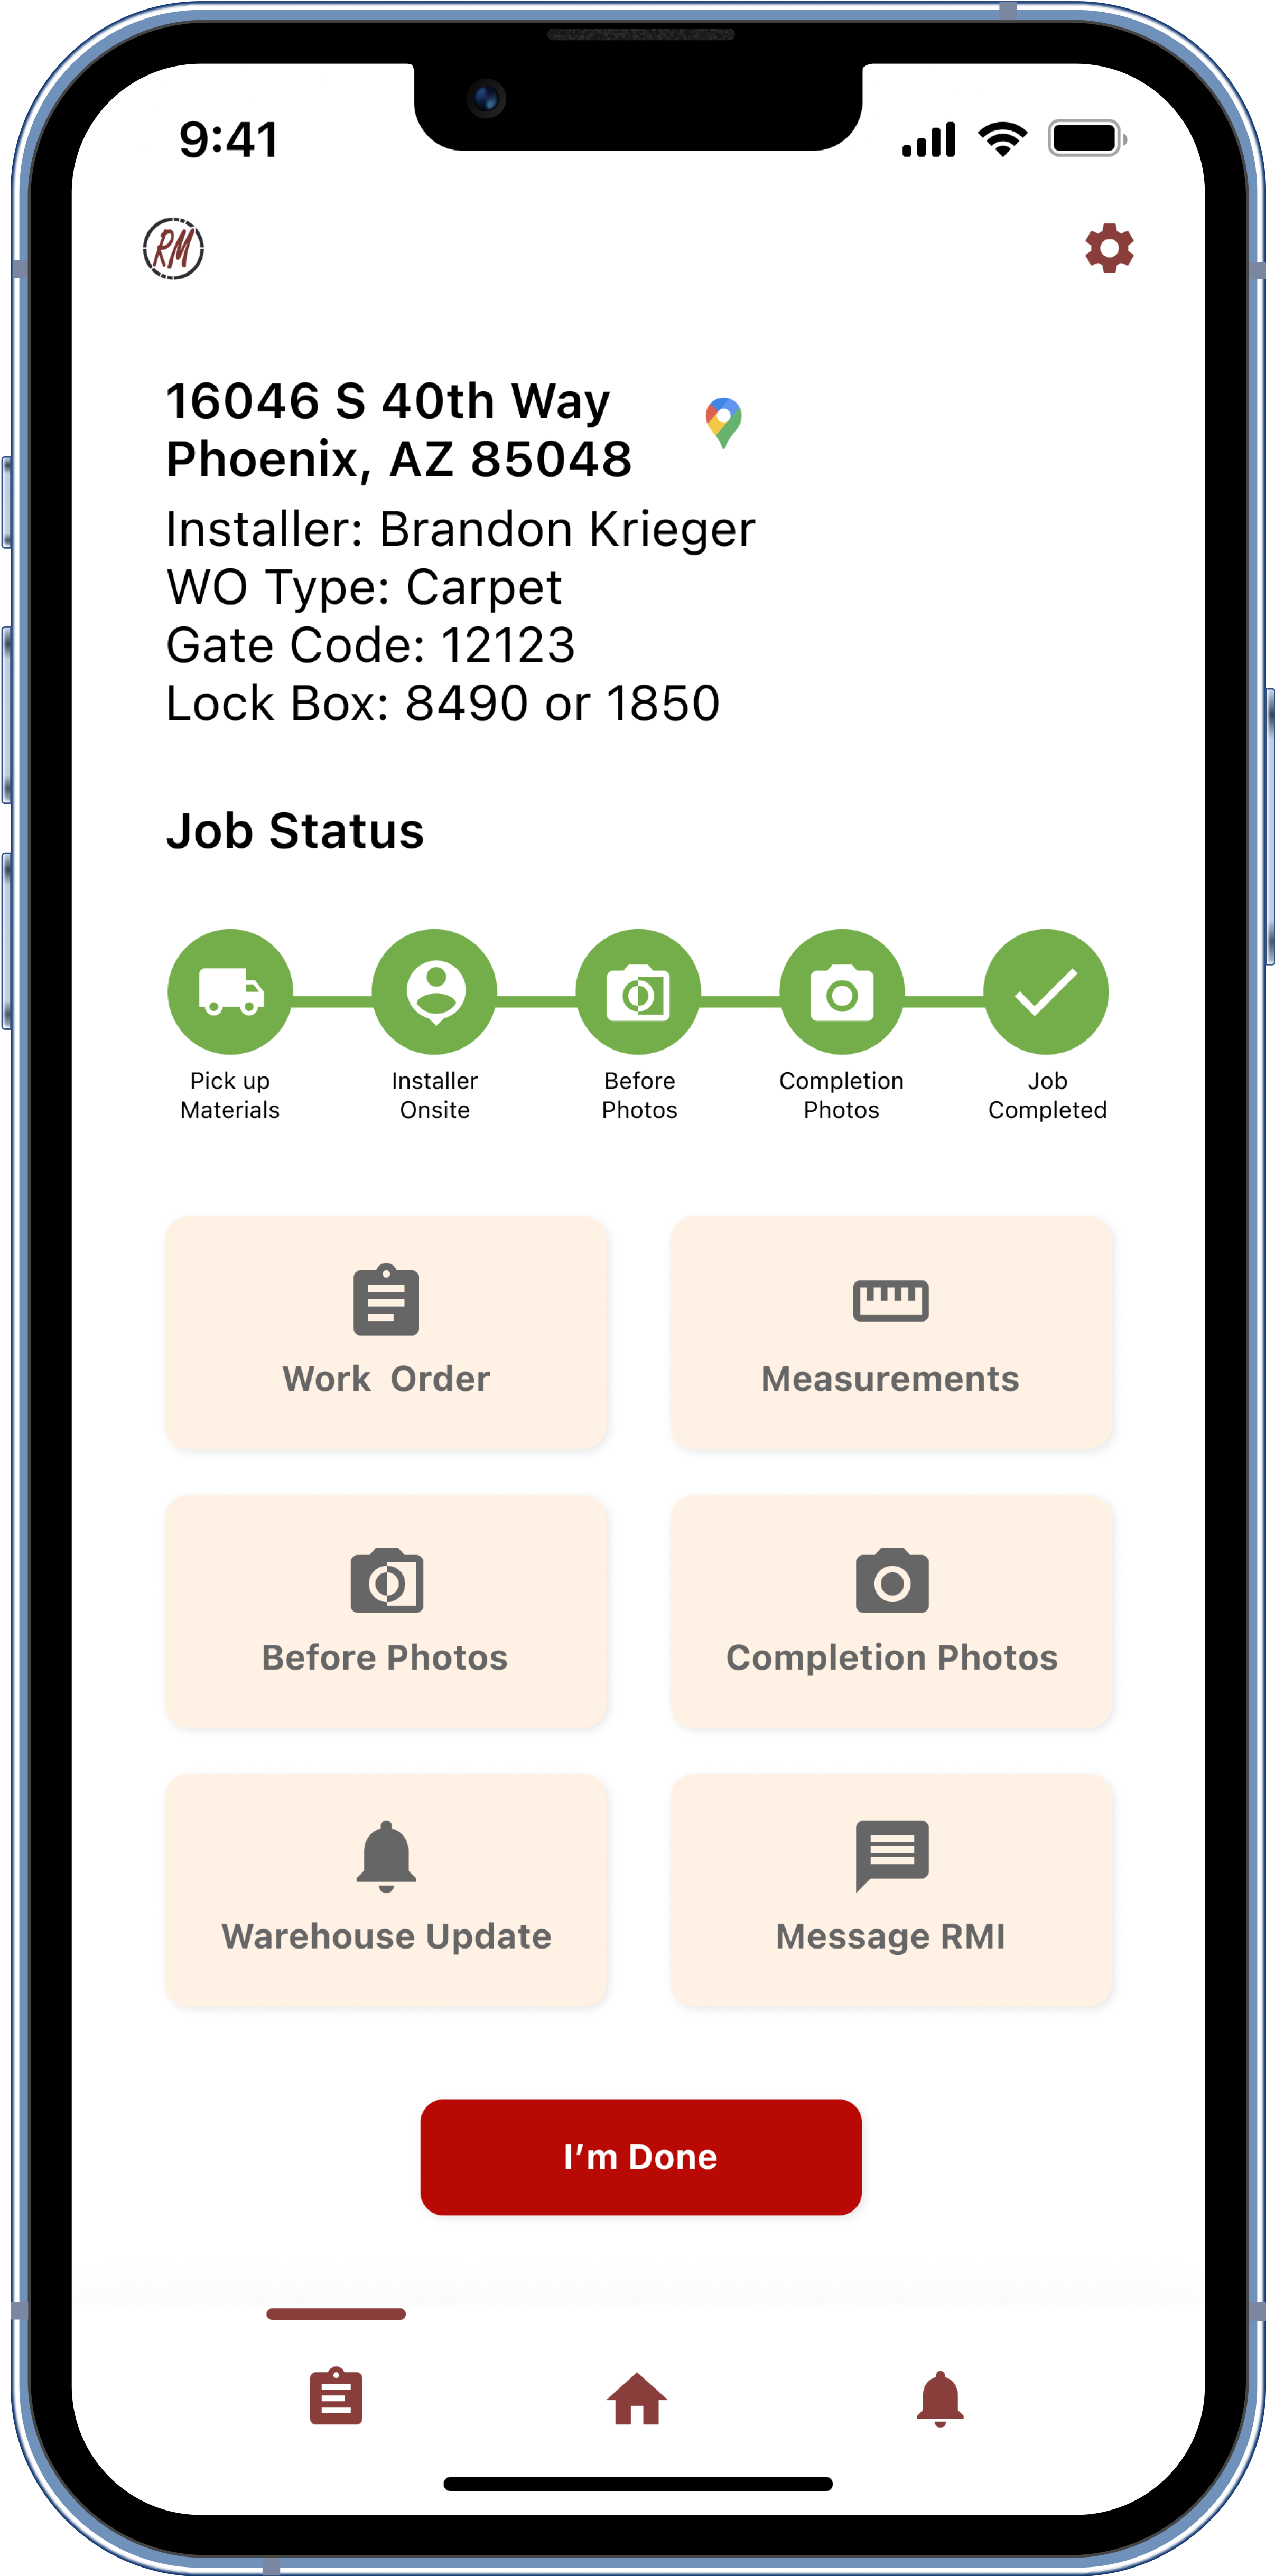 9:41
RM
16046 S 40th Way
Phoenix, AZ 85048
Installer: Brandon Krieger
WO Type: Carpet
Gate Code: 12123
Lock Box: 8490 or 1850
Job Status
Pick up
Materials
Installer
Onsite
Before
Photos
Completion
Photos
Job
Completed
Work  Order
Measurements
Before Photos
Completion Photos
Warehouse Update
Message RMI
I’m Done